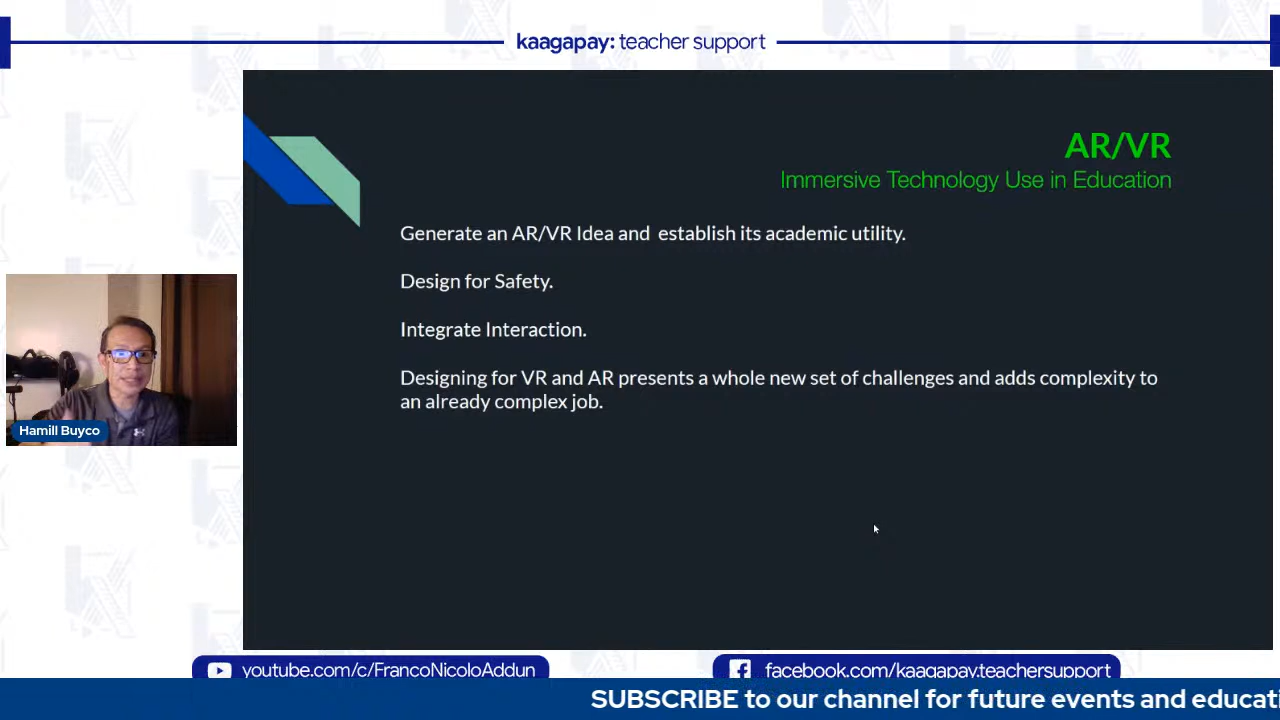 kaagapay: teacher support
AR/VR
Immersive Technology Use in Education
Generate an AR/VR Idea and establish its academic utility.
Design for Safety.
Integrate Interaction.
Designing for VR and AR presents a whole new set of challenges and adds complexity to
an already complex job.
Hamill Buyco
youtube.com/c/FrancoNicoloAddun
facebook.com/kaagapay.teachersupport
SUBSCRIBE to our channel for future events and educati